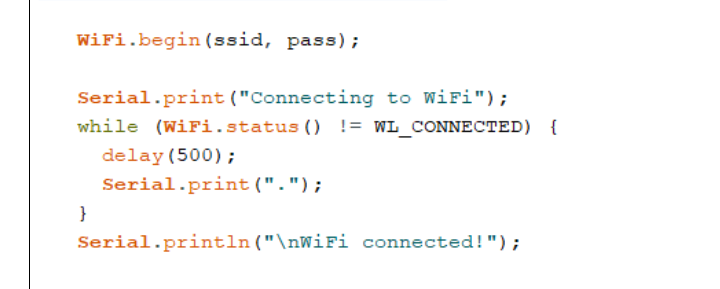 WiFi.begin(ssid, pass);
Serial.print("Connecting to WiFi");
while (WiFi.status() != WL_CONNECTED) {
delay(500);
Serial.print(".");
}
Serial.println("\nWiFi connected!");